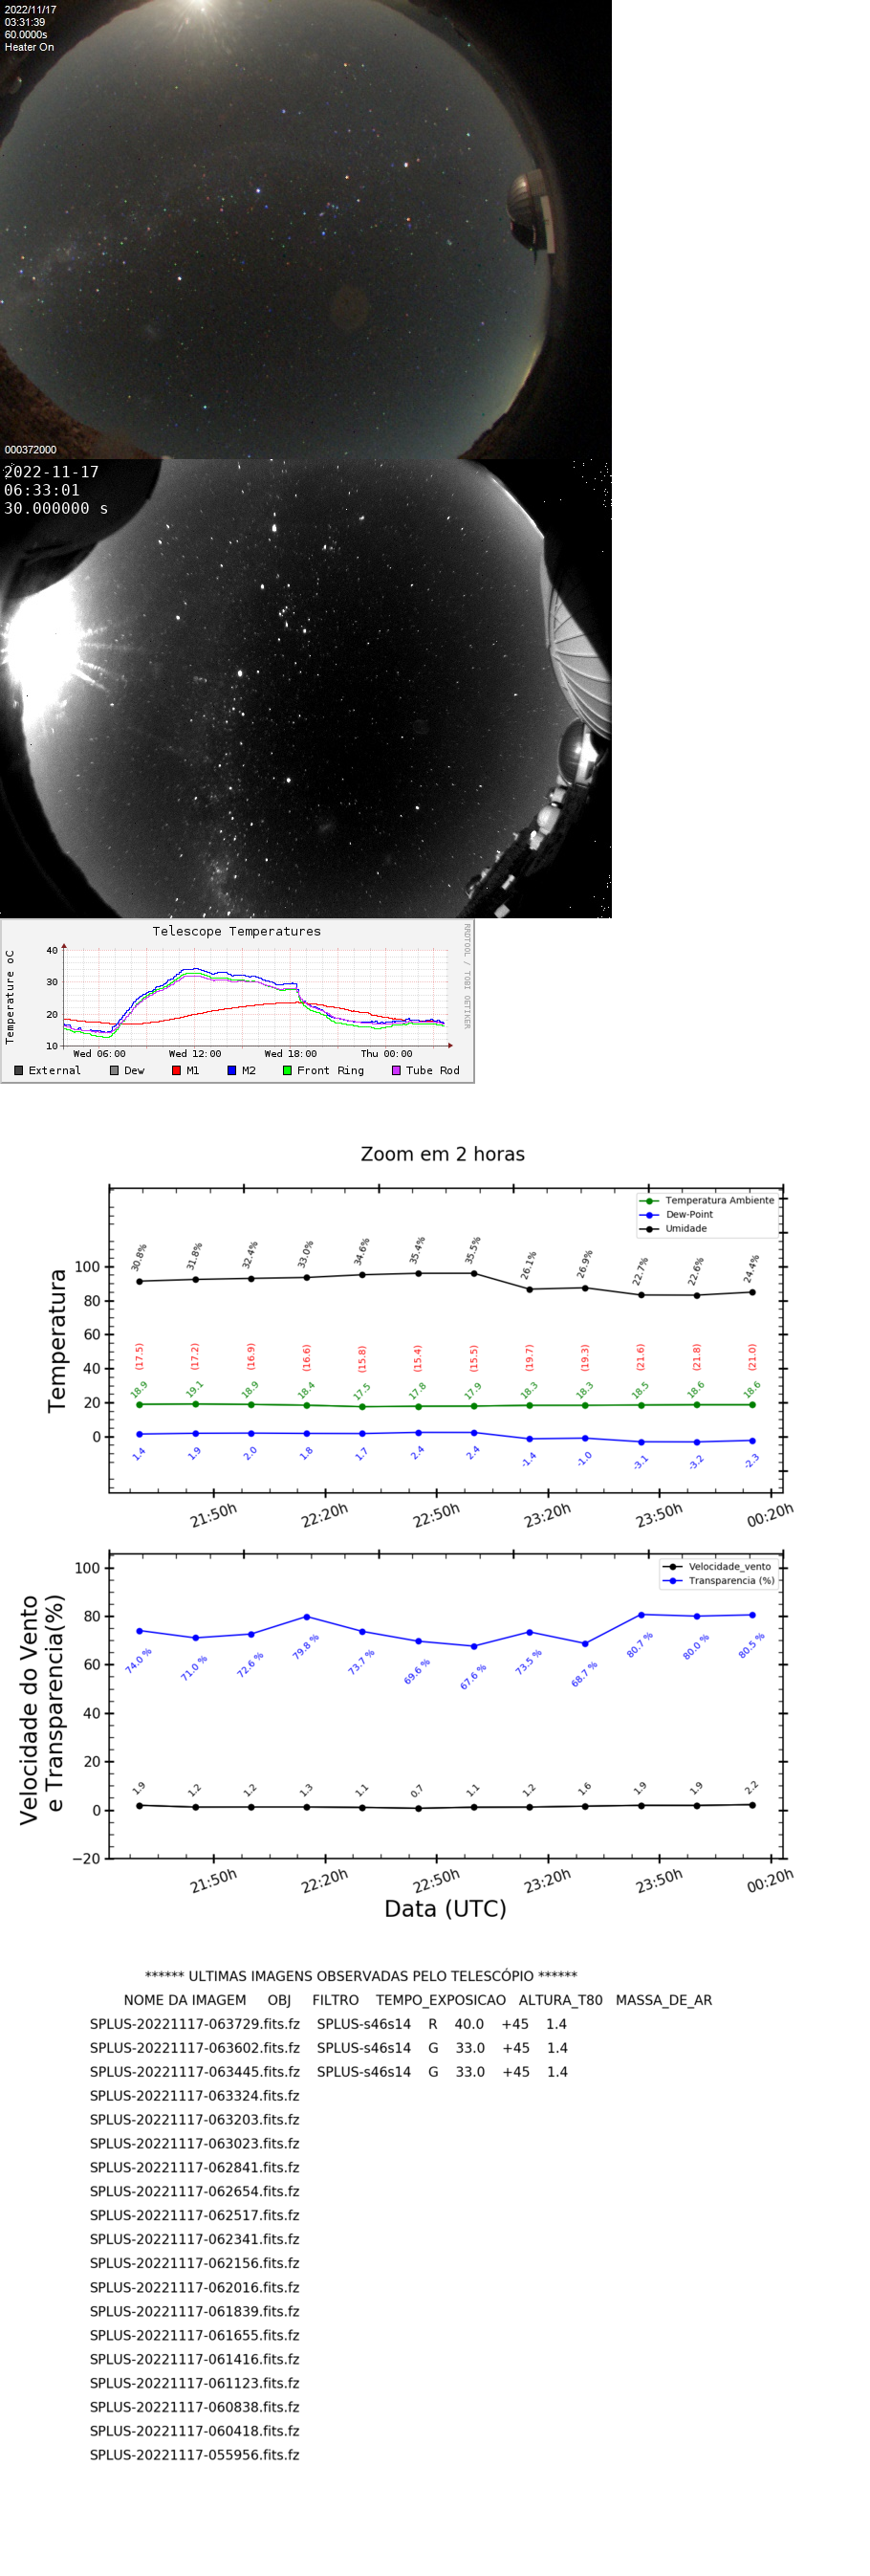 2022/11/17
03:31:39
60.0000s
Heater On
000372000
2022-11-17
06:33:01
30.000000 s
Telescope Temperatures
Temperature oC
40
30
20
10
Wed 06:00 Wed 12:00 Wed 18:00 Thu 00:00
External Dew M1 M2 Front Ring Tube Rod
RRDTOOL / TOBI OETIKER
Zoom em 2 horas
Temperatura Ambiente
Dew-Point
Umidade
Temperatura
100
80
60
40
20
0
30.8% 31.8% 32.4% 33.0% 34.6% 35.4% 35.5% 26.1% 26.9% 22.7% 22.6% 24.4%
(17.5) (17.2) (16.9) (16.6) (15.8) (15.4) (15.5) (19.7) (19.3) (21.6) (21.8) (21.0)
18.9 19.1 18.9 18.4 17.5 17.8 17.9 18.3 18.3 18.5 18.6 18.6
1.4 1.9 2.0 1.8 1.7 2.4 2.4 -1.4 -1.0 -3.1 -3.2 -2.3
21:50h 22:20h 22:50h 23:20h 23:50h 00:20h
Velocidade_vento
Transparencia (%)
Velocidade do Vento
e Transparencia(%)
100
80
60
40
20
0
−20
74.0 % 71.0 % 72.6 % 79.8 % 73.7 % 69.6 % 67.6 % 73.5 % 68.7 % 80.7 % 80.0 % 80.5 %
1.9 1.2 1.2 1.3 1.1 0.7 1.1 1.2 1.6 1.9 1.9 2.2
21:50h 22:20h 22:50h 23:20h 23:50h 00:20h
Data (UTC)
****** ULTIMAS IMAGENS OBSERVADAS PELO TELESCÓPIO ******
NOME DA IMAGEM OBJ FILTRO TEMPO_EXPOSICAO ALTURA_T80 MASSA_DE_AR
SPLUS-20221117-063729.fits.fz SPLUS-s46s14 R 40.0 +45 1.4
SPLUS-20221117-063602.fits.fz SPLUS-s46s14 G 33.0 +45 1.4
SPLUS-20221117-063445.fits.fz SPLUS-s46s14 G 33.0 +45 1.4
SPLUS-20221117-063324.fits.fz
SPLUS-20221117-063203.fits.fz
SPLUS-20221117-063023.fits.fz
SPLUS-20221117-062841.fits.fz
SPLUS-20221117-062654.fits.fz
SPLUS-20221117-062517.fits.fz
SPLUS-20221117-062341.fits.fz
SPLUS-20221117-062156.fits.fz
SPLUS-20221117-062016.fits.fz
SPLUS-20221117-061839.fits.fz
SPLUS-20221117-061655.fits.fz
SPLUS-20221117-061416.fits.fz
SPLUS-20221117-061123.fits.fz
SPLUS-20221117-060838.fits.fz
SPLUS-20221117-060418.fits.fz
SPLUS-20221117-055956.fits.fz